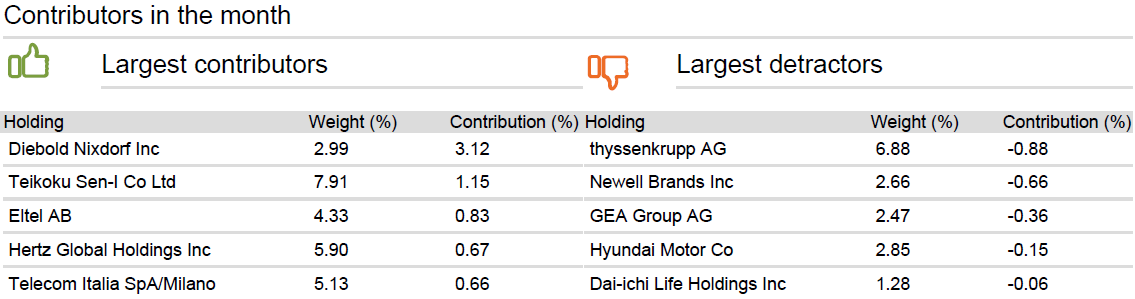 Contributors in the month
Largest contributors Largest detractors
Holding Weight (%) Contribution (%) Holding Weight (%) Contribution (%)
Diebold Nixdorf Inc 2.99 3.12 thyssenkrupp AG 6.88 -0.88
Teikoku Sen-I Co Ltd 7.91 1.15 Newell Brands Inc 2.66 -0.66
Eltel AB 4.33 0.83 GEA Group AG 2.47 -0.36
Hertz Global Holdings Inc 5.90 0.67 Hyundai Motor Co 2.85 -0.15
Telecom Italia SpA/Milano 5.13 0.66 Dai-ichi Life Holdings Inc 1.28 -0.06